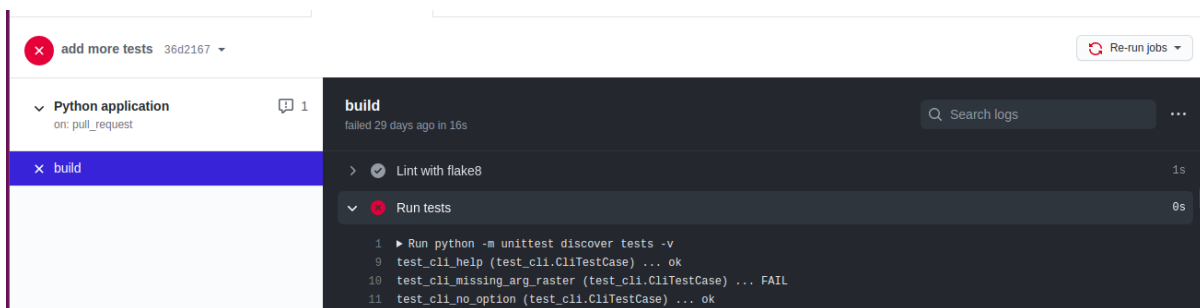 add more tests 36d2167
Re-run jobs
Python application 1
on: pull_request
build
build
failed 29 days ago in 16s
Search logs
Lint with flake8 1s
Run tests 0s
1 Run python -m unittest discover tests -v
9 test_cli_help (test_cli.CliTestCase) ... ok
10 test_cli_missing_arg_raster (test_cli.CliTestCase) ... FAIL
11 test_cli_no_option (test_cli.CliTestCase) ... ok